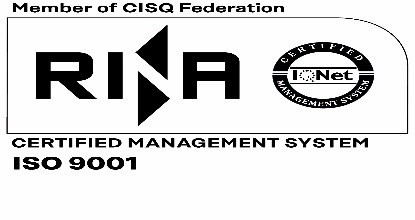 Member of CISQ Federation
RINA
CERTIFIED
IQNet
MANAGEMENT SYSTEM
CERTIFIED MANAGEMENT SYSTEM
ISO 9001